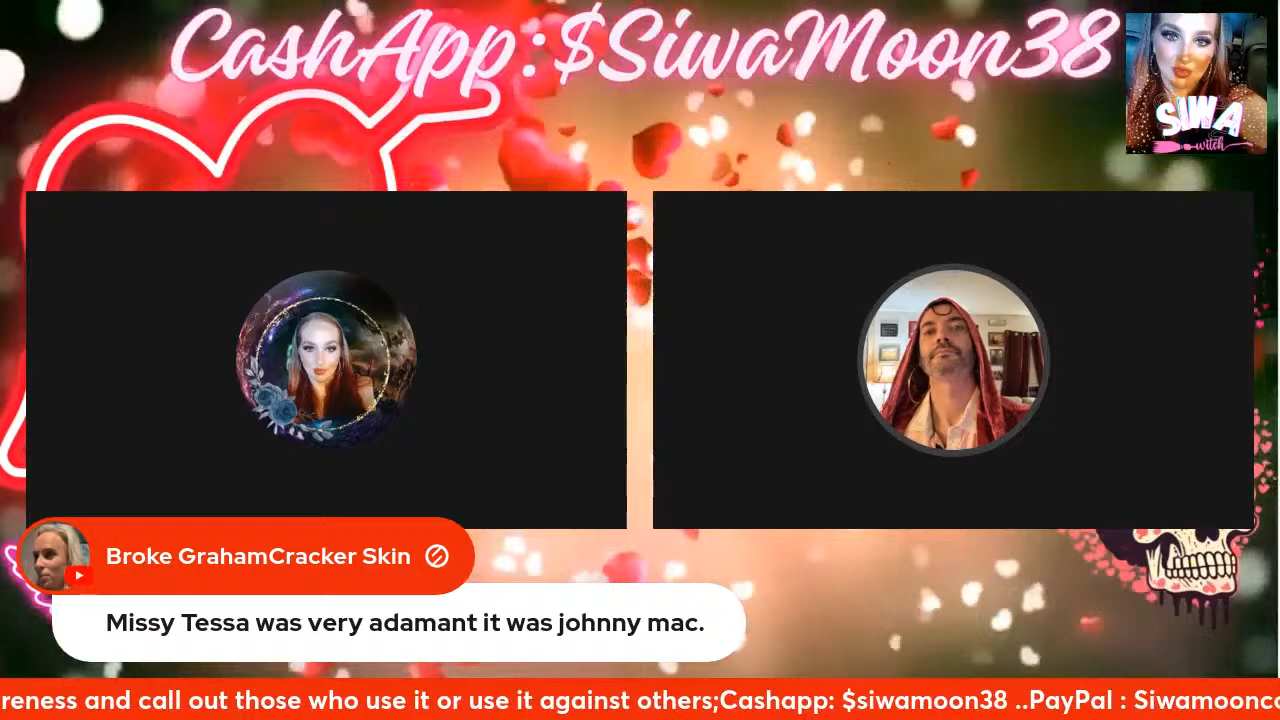 CashApp:$SiwaMoon38
SIWA
witch
Broke GrahamCracker Skin
Missy Tessa was very adamant it was johnny mac.
reness and call out those who use it or use it against others;Cashapp: $siwamoon38 ..PayPal : Siwamoonc